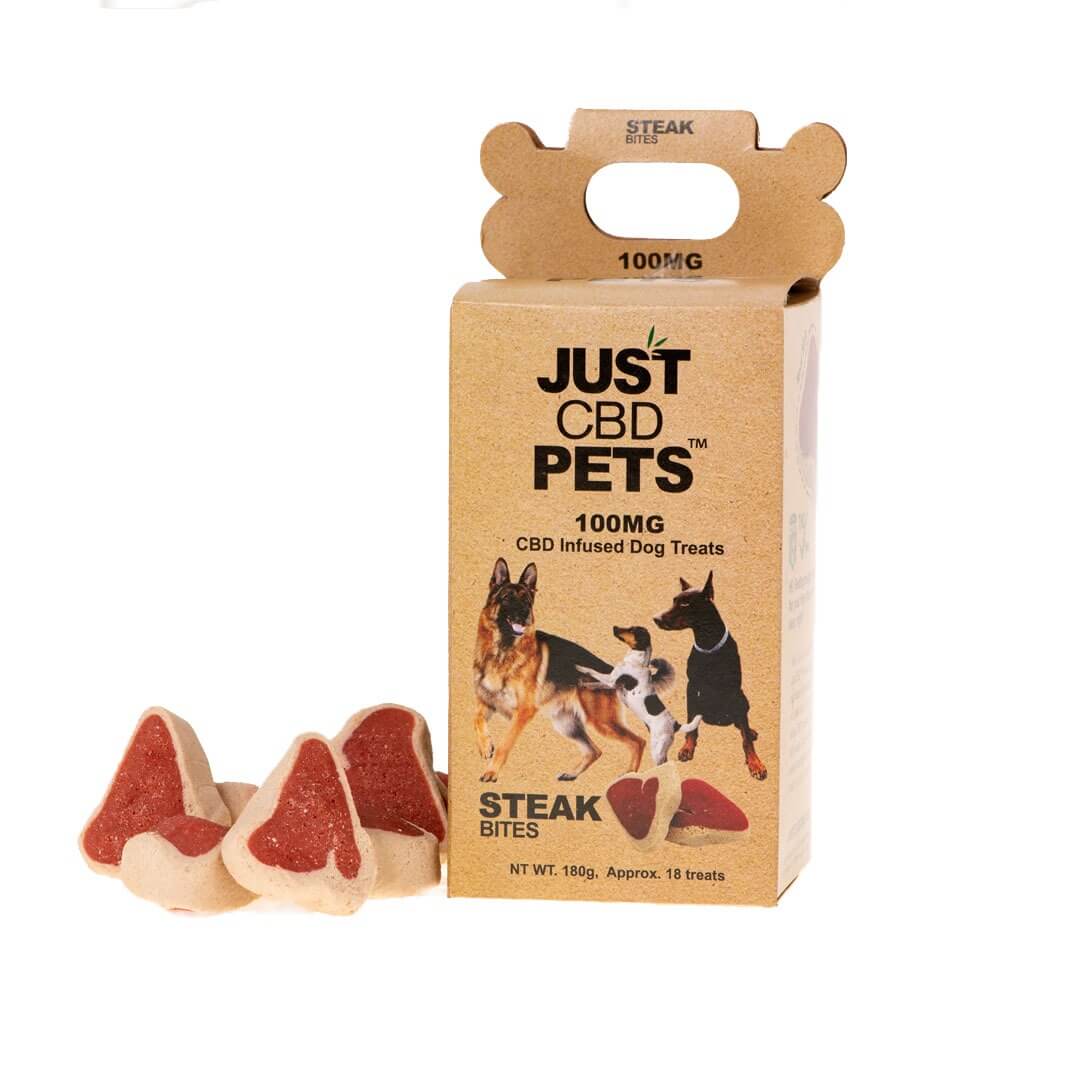 STEAK
BITES
100MG
JUST
CBD
PETS™
100MG
CBD Infused Dog Treats
STEAK
BITES
NT WT. 180g, Approx. 18 treats